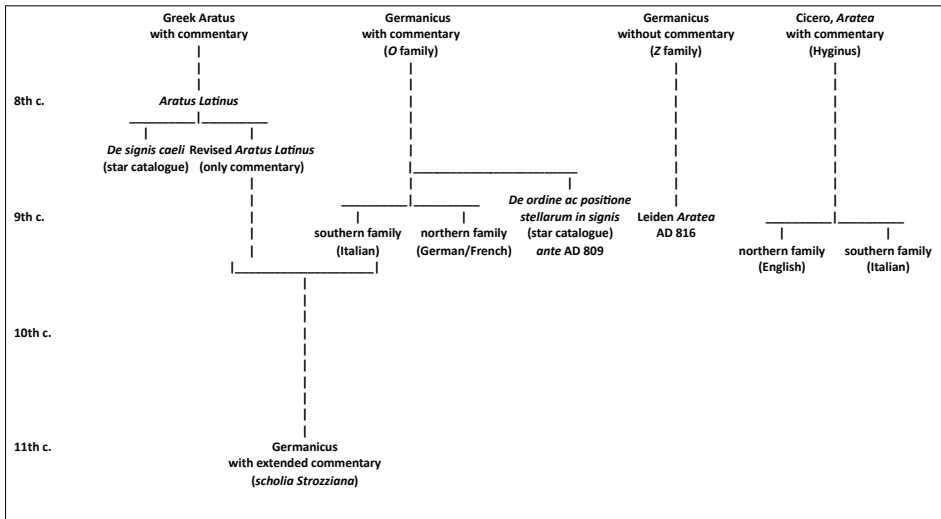 Greek Aratus
with commentary
Germanicus
with commentary
(O family)
Germanicus
without commentary
(Z family)
Cicero, Aratea
with commentary
(Hyginus)
8th c.
Aratus Latinus
De signis caeli
(star catalogue)
Revised Aratus Latinus
(only commentary)
De ordine ac positione
stellarum in signis
(star catalogue)
ante AD 809
9th c.
southern family
(Italian)
northern family
(German/French)
Leiden Aratea
AD 816
northern family
(English)
southern family
(Italian)
10th c.
11th c.
Germanicus
with extended commentary
(scholia Strozziana)